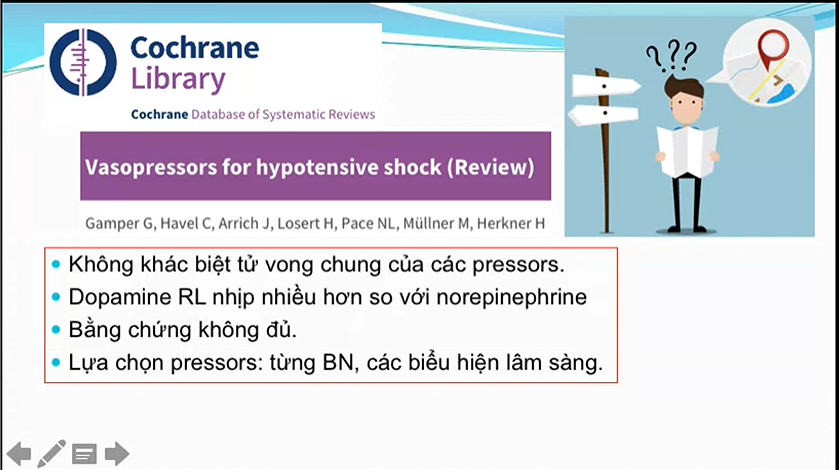 Cochrane
Library
Cochrane Database of Systematic Reviews
Vasopressors for hypotensive shock (Review)
Gamper G, Havel C, Arrich J, Losert H, Pace NL, Müllner M, Herkner H
???
• Không khác biệt tử vong chung của các pressors.
• Dopamine RL nhịp nhiều hơn so với norepinephrine
• Bằng chứng không đủ.
• Lựa chọn pressors: từng BN, các biểu hiện lâm sàng.